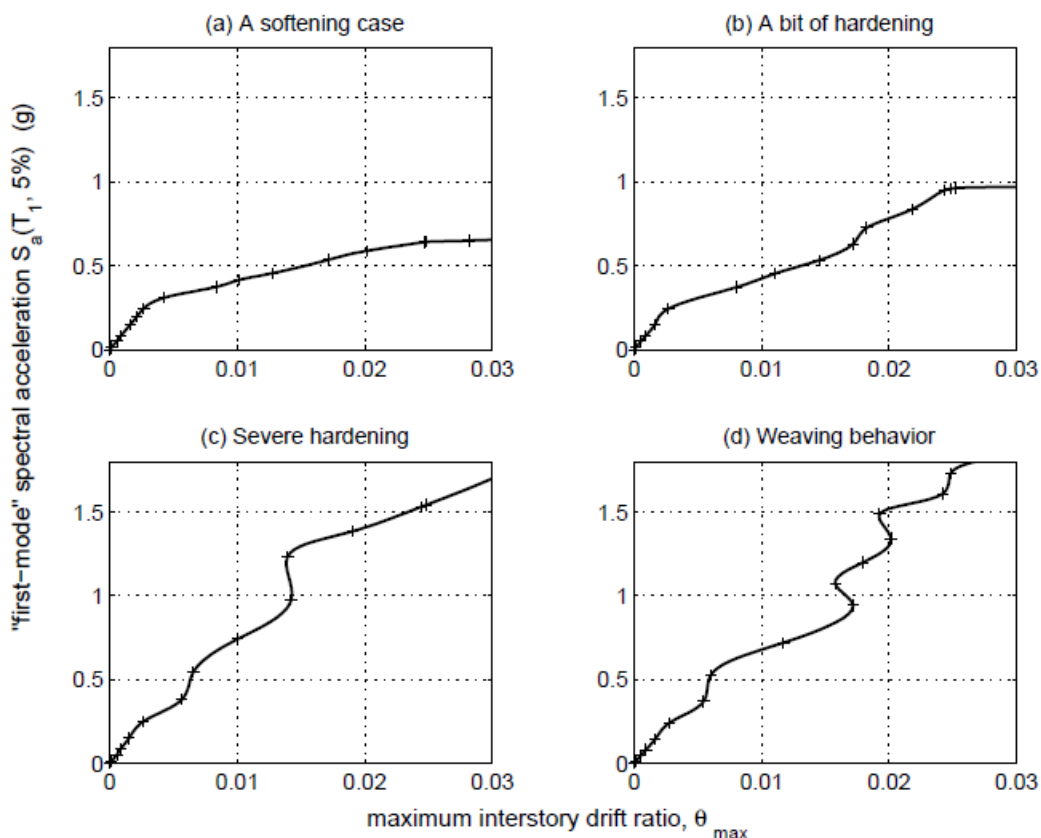 (a) A softening case
(b) A bit of hardening
"first-mode" spectral acceleration S_a(T_1, 5%) (g)
1.5
1
0.5
0
0 0.01 0.02 0.03
1.5
1
0.5
0
0 0.01 0.02 0.03
(c) Severe hardening
(d) Weaving behavior
1.5
1
0.5
0
0 0.01 0.02 0.03
1.5
1
0.5
0
0 0.01 0.02 0.03
maximum interstory drift ratio, θ_max